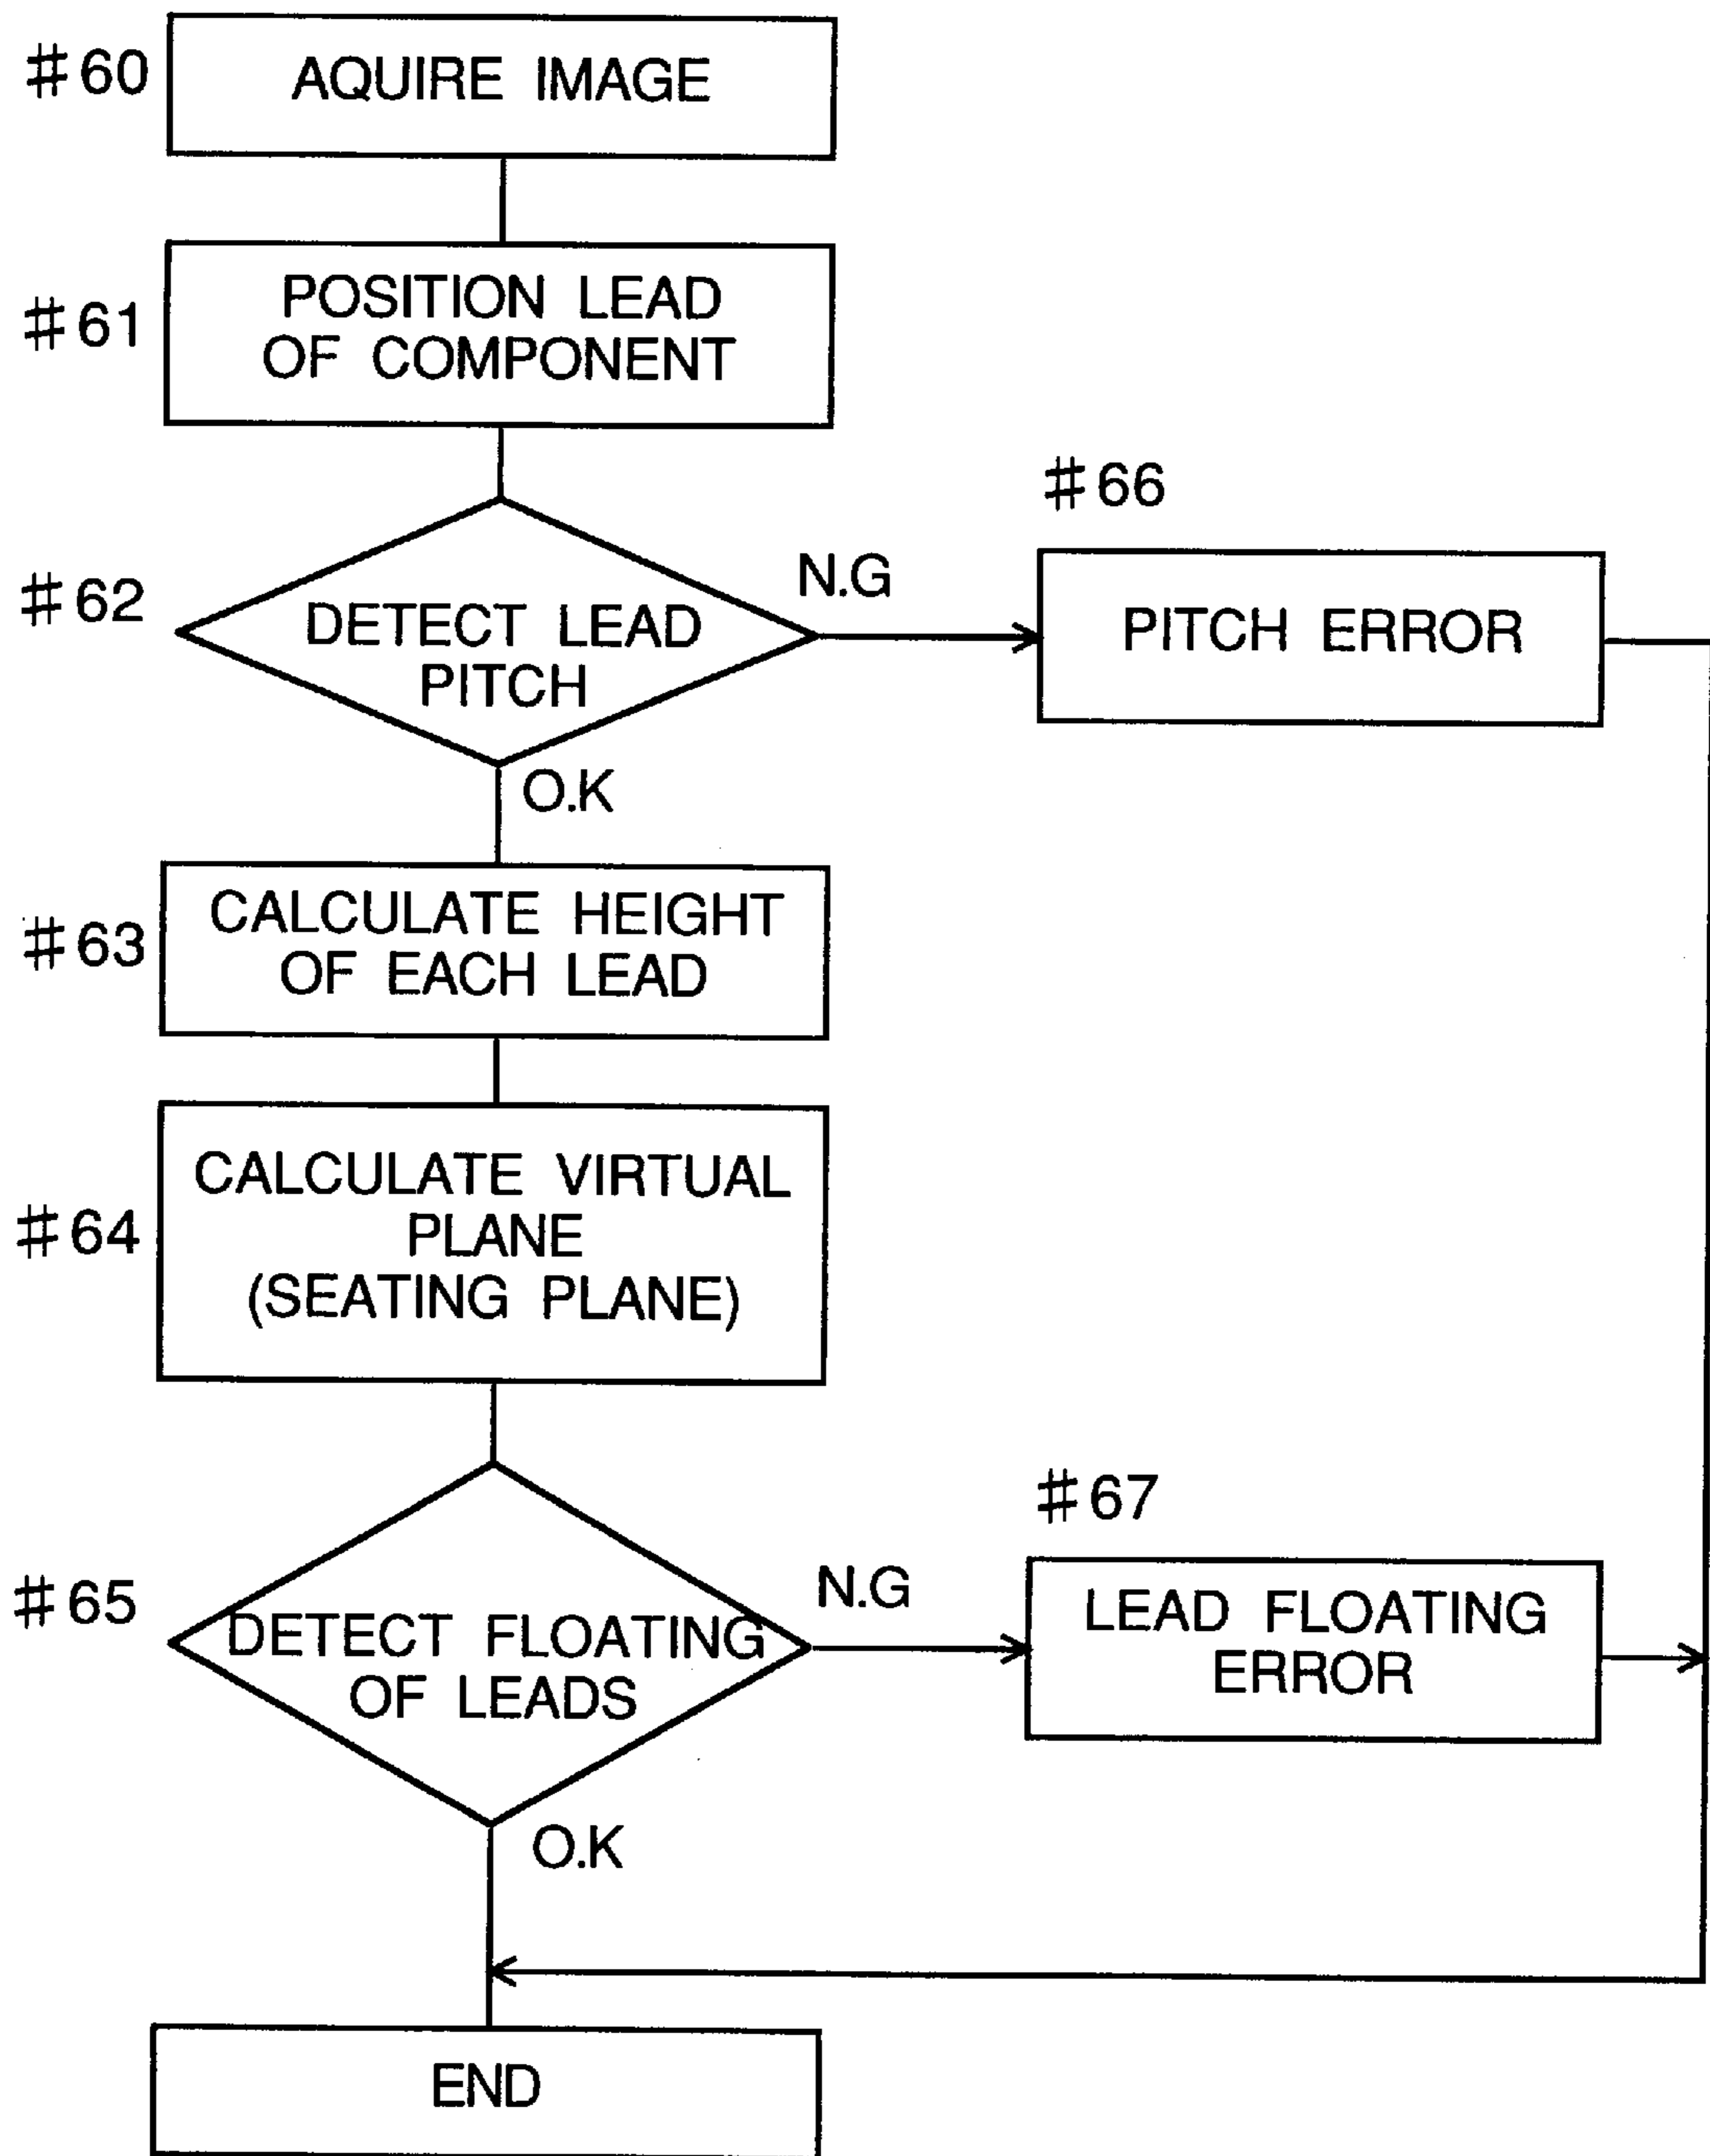 #60
AQUIRE IMAGE
#61
POSITION LEAD
OF COMPONENT
#66
#62
DETECT LEAD
PITCH
N.G
PITCH ERROR
O.K
#63
CALCULATE HEIGHT
OF EACH LEAD
#64
CALCULATE VIRTUAL
PLANE
(SEATING PLANE)
#67
#65
DETECT FLOATING
OF LEADS
N.G
LEAD FLOATING
ERROR
O.K
END